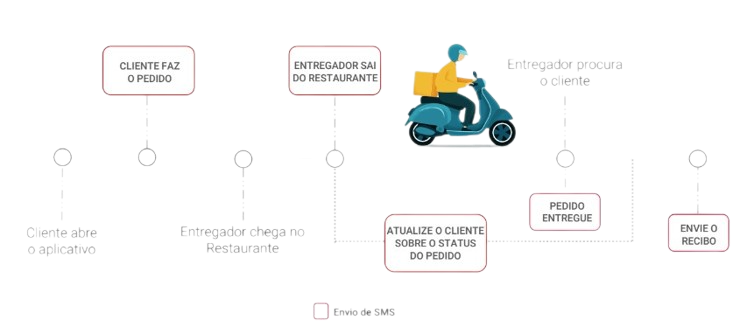 CLIENTE FAZ
O PEDIDO
ENTREGADOR SAI
DO RESTAURANTE
Entregador procura
o cliente
Cliente abre
o aplicativo
Entregador chega no
Restaurante
ATUALIZE O CLIENTE
SOBRE O STATUS
DO PEDIDO
PEDIDO
ENTREGUE
ENVIE O
RECIBO
Envio de SMS